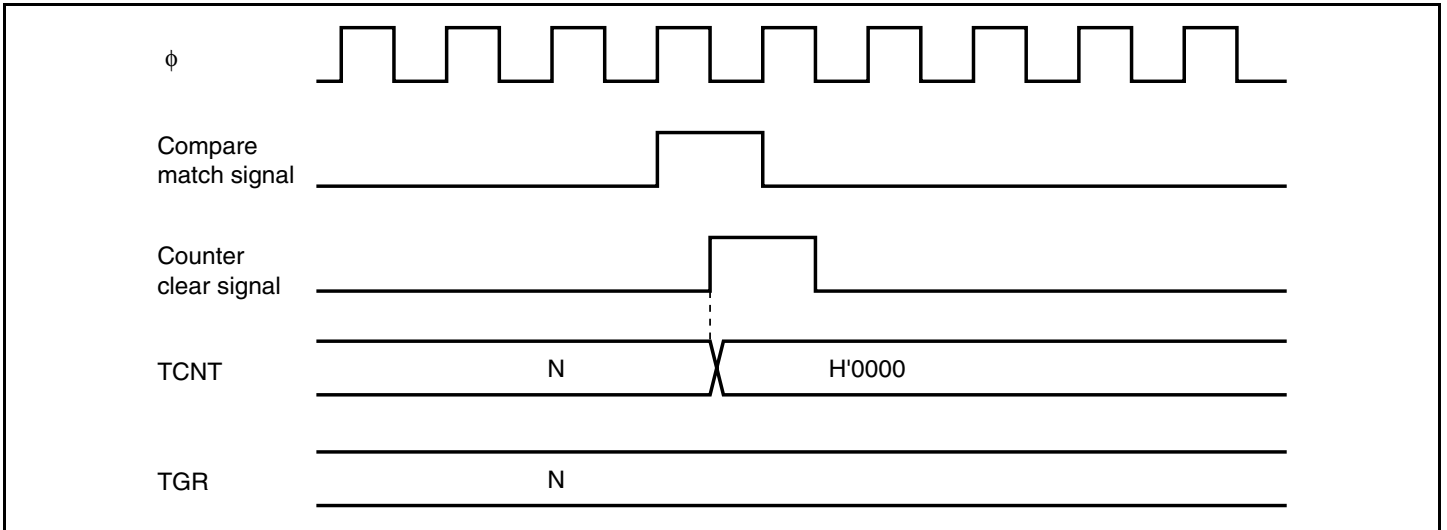 ϕ
Compare
match signal
Counter
clear signal
TCNT
N
H'0000
TGR
N